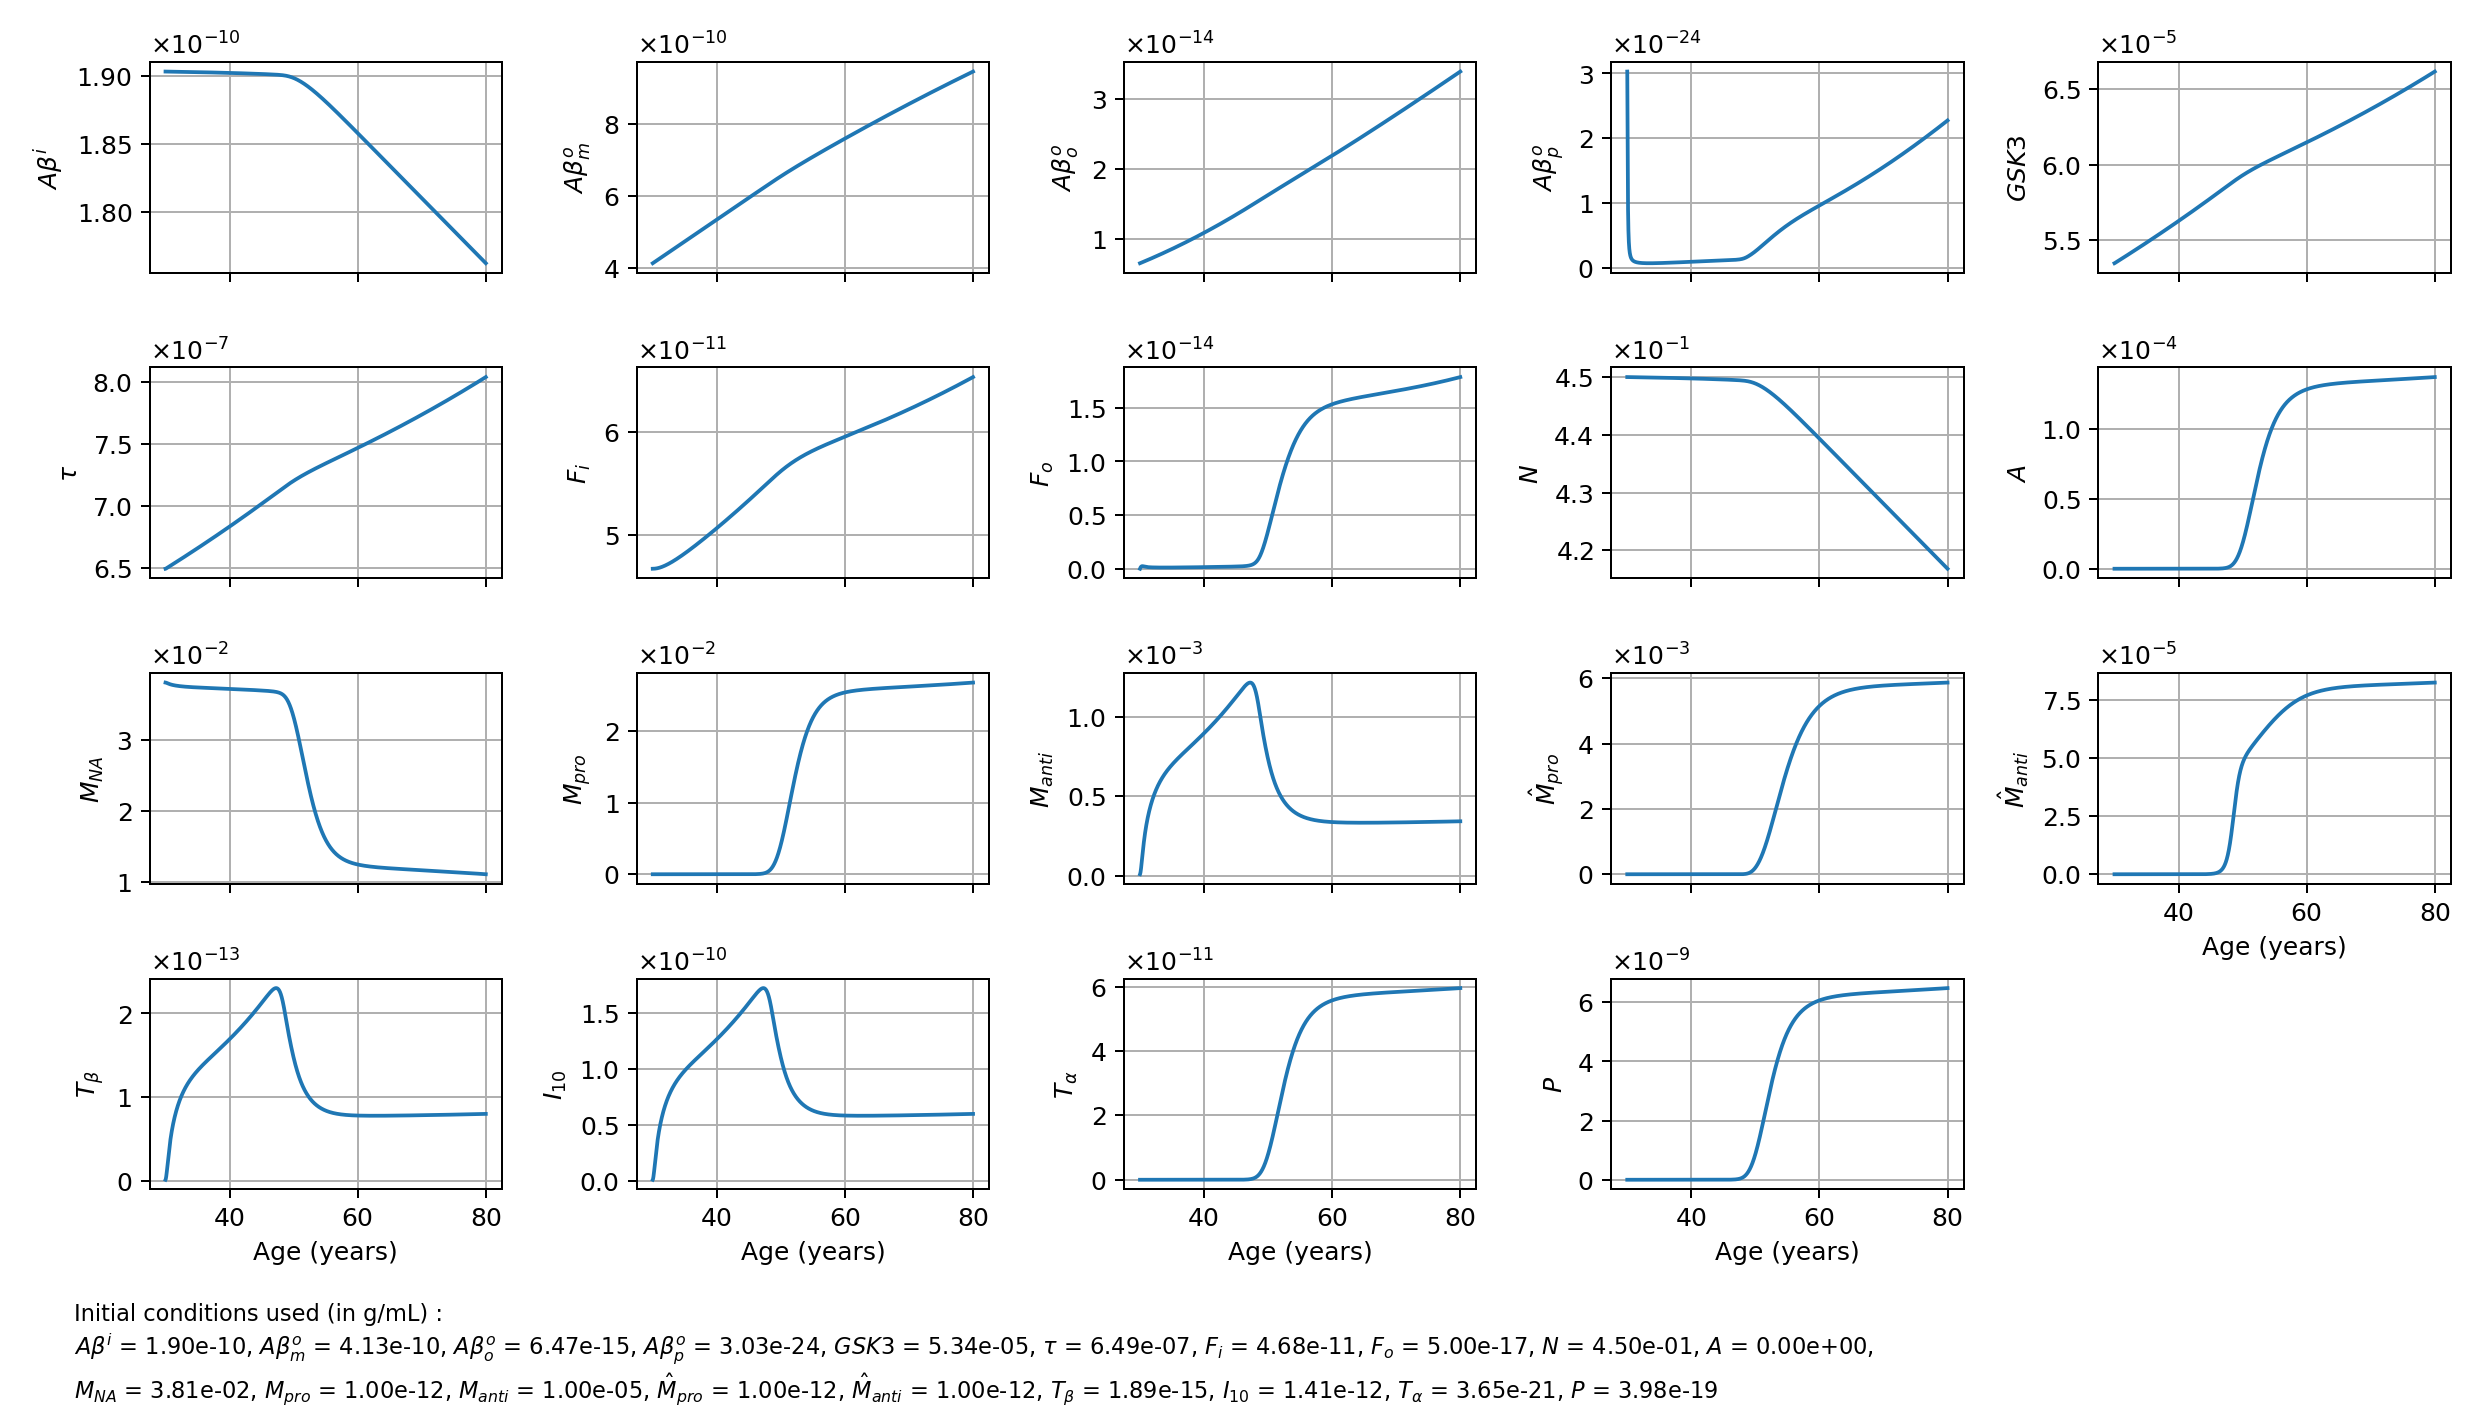 ×10⁻¹⁰ ×10⁻¹⁰ ×10⁻¹⁴ ×10⁻²⁴ ×10⁻⁵
1.90
1.85
1.80
Aβⁱ
8
6
4
Aβₘᵒ
3
2
1
Aβₒᵒ
3
2
1
0
Aβₚᵒ
6.5
6.0
5.5
GSK3
×10⁻⁷ ×10⁻¹¹ ×10⁻¹⁴ ×10⁻¹ ×10⁻⁴
8.0
7.5
7.0
6.5
τ
6
5
Fᵢ
1.5
1.0
0.5
0.0
Fₒ
4.5
4.4
4.3
4.2
N
1.0
0.5
0.0
A
×10⁻² ×10⁻² ×10⁻³ ×10⁻³ ×10⁻⁵
3
2
1
M_NA
2
1
0
M_pro
1.0
0.5
0.0
M_anti
6
4
2
0
M̂_pro
7.5
5.0
2.5
0.0
M̂_anti
40 60 80
Age (years)
×10⁻¹³ ×10⁻¹⁰ ×10⁻¹¹ ×10⁻⁹
2
1
0
T_β
40 60 80
Age (years)
1.5
1.0
0.5
0.0
I₁₀
40 60 80
Age (years)
6
4
2
0
T_α
40 60 80
Age (years)
6
4
2
0
P
40 60 80
Age (years)
Initial conditions used (in g/mL) :
Aβⁱ = 1.90e-10, Aβₘᵒ = 4.13e-10, Aβₒᵒ = 6.47e-15, Aβₚᵒ = 3.03e-24, GSK3 = 5.34e-05, τ = 6.49e-07, Fᵢ = 4.68e-11, Fₒ = 5.00e-17, N = 4.50e-01, A = 0.00e+00,
M_NA = 3.81e-02, M_pro = 1.00e-12, M_anti = 1.00e-05, M̂_pro = 1.00e-12, M̂_anti = 1.00e-12, T_β = 1.89e-15, I₁₀ = 1.41e-12, T_α = 3.65e-21, P = 3.98e-19